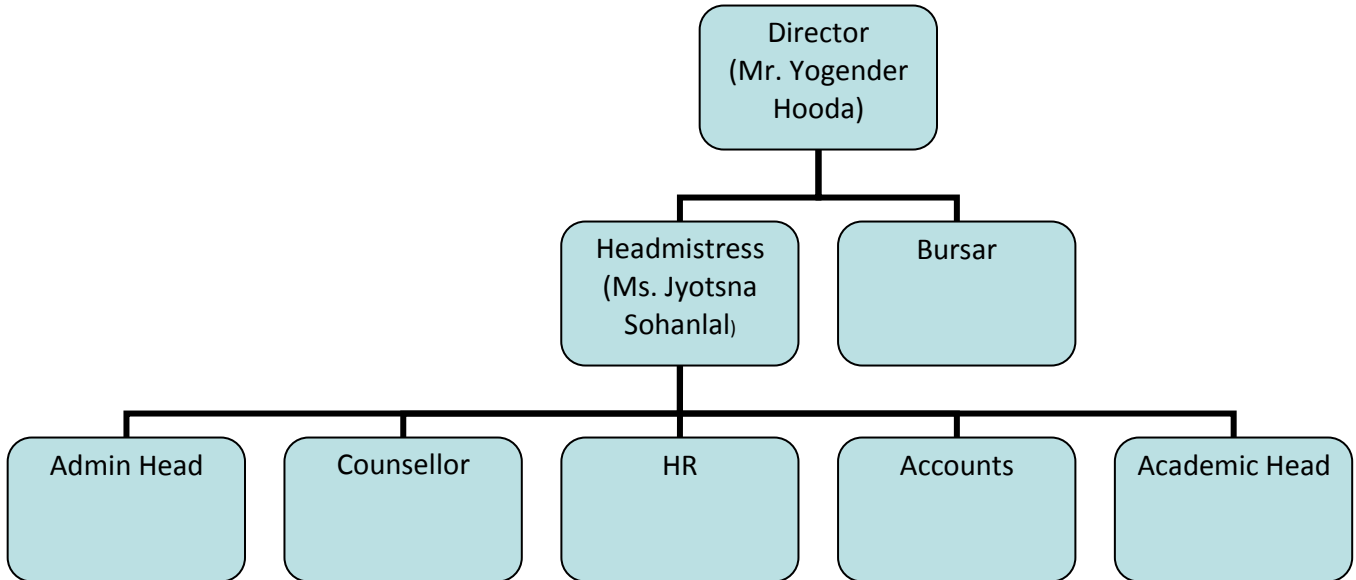 Director
(Mr. Yogender
Hooda)
Headmistress
(Ms. Jyotsna
Sohanlal)
Bursar
Admin Head
Counsellor
HR
Accounts
Academic Head